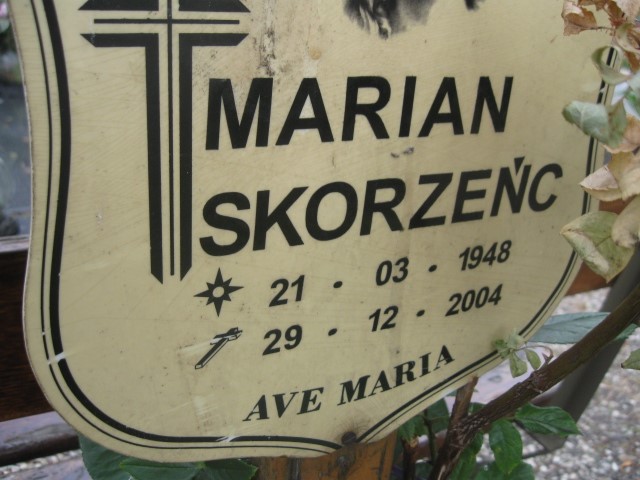 MARIAN
SKORZEŃC
21 · 03 · 1948
29 · 12 · 2004
AVE MARIA